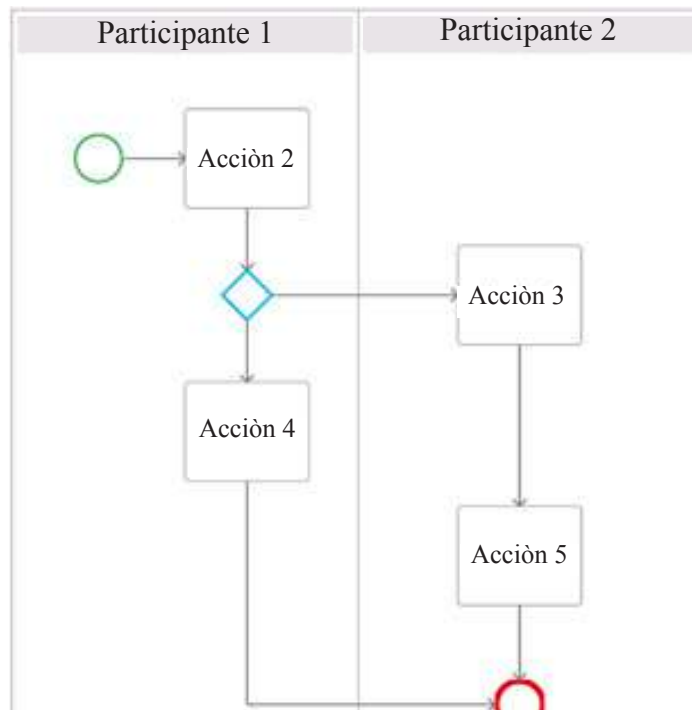 Participante 1
Participante 2
Acciòn 2
Acciòn 3
Acciòn 4
Acciòn 5